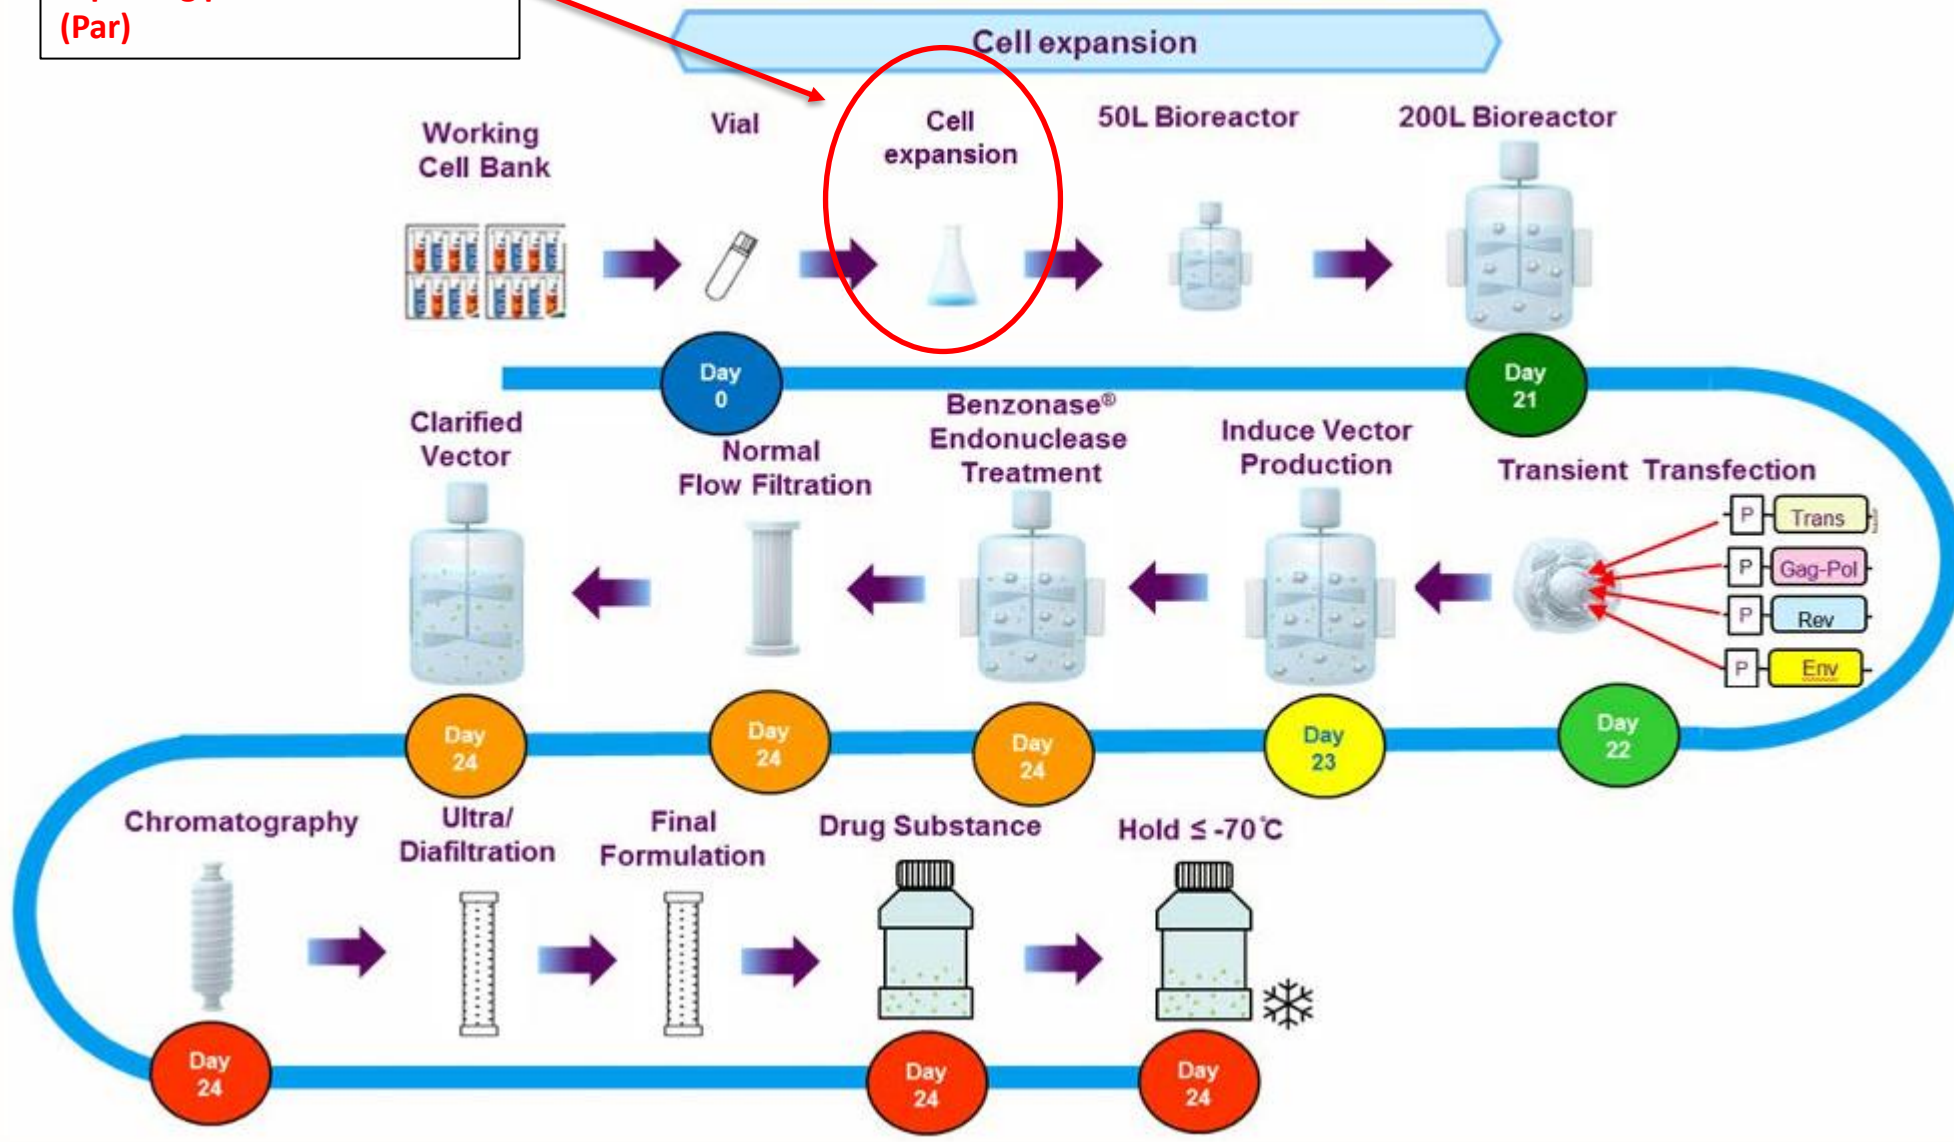 (Par)
Cell expansion
Working
Cell Bank
Vial
Cell
expansion
50L Bioreactor
200L Bioreactor
Day
0
Day
21
Clarified
Vector
Normal
Flow Filtration
Benzonase®
Endonuclease
Treatment
Induce Vector
Production
Transient Transfection
P
Trans
P
Gag-Pol
P
Rev
P
Env
Day
24
Day
24
Day
24
Day
23
Day
22
Chromatography
Ultra/
Diafiltration
Final
Formulation
Drug Substance
Hold ≤ -70°C
Day
24
Day
24
Day
24